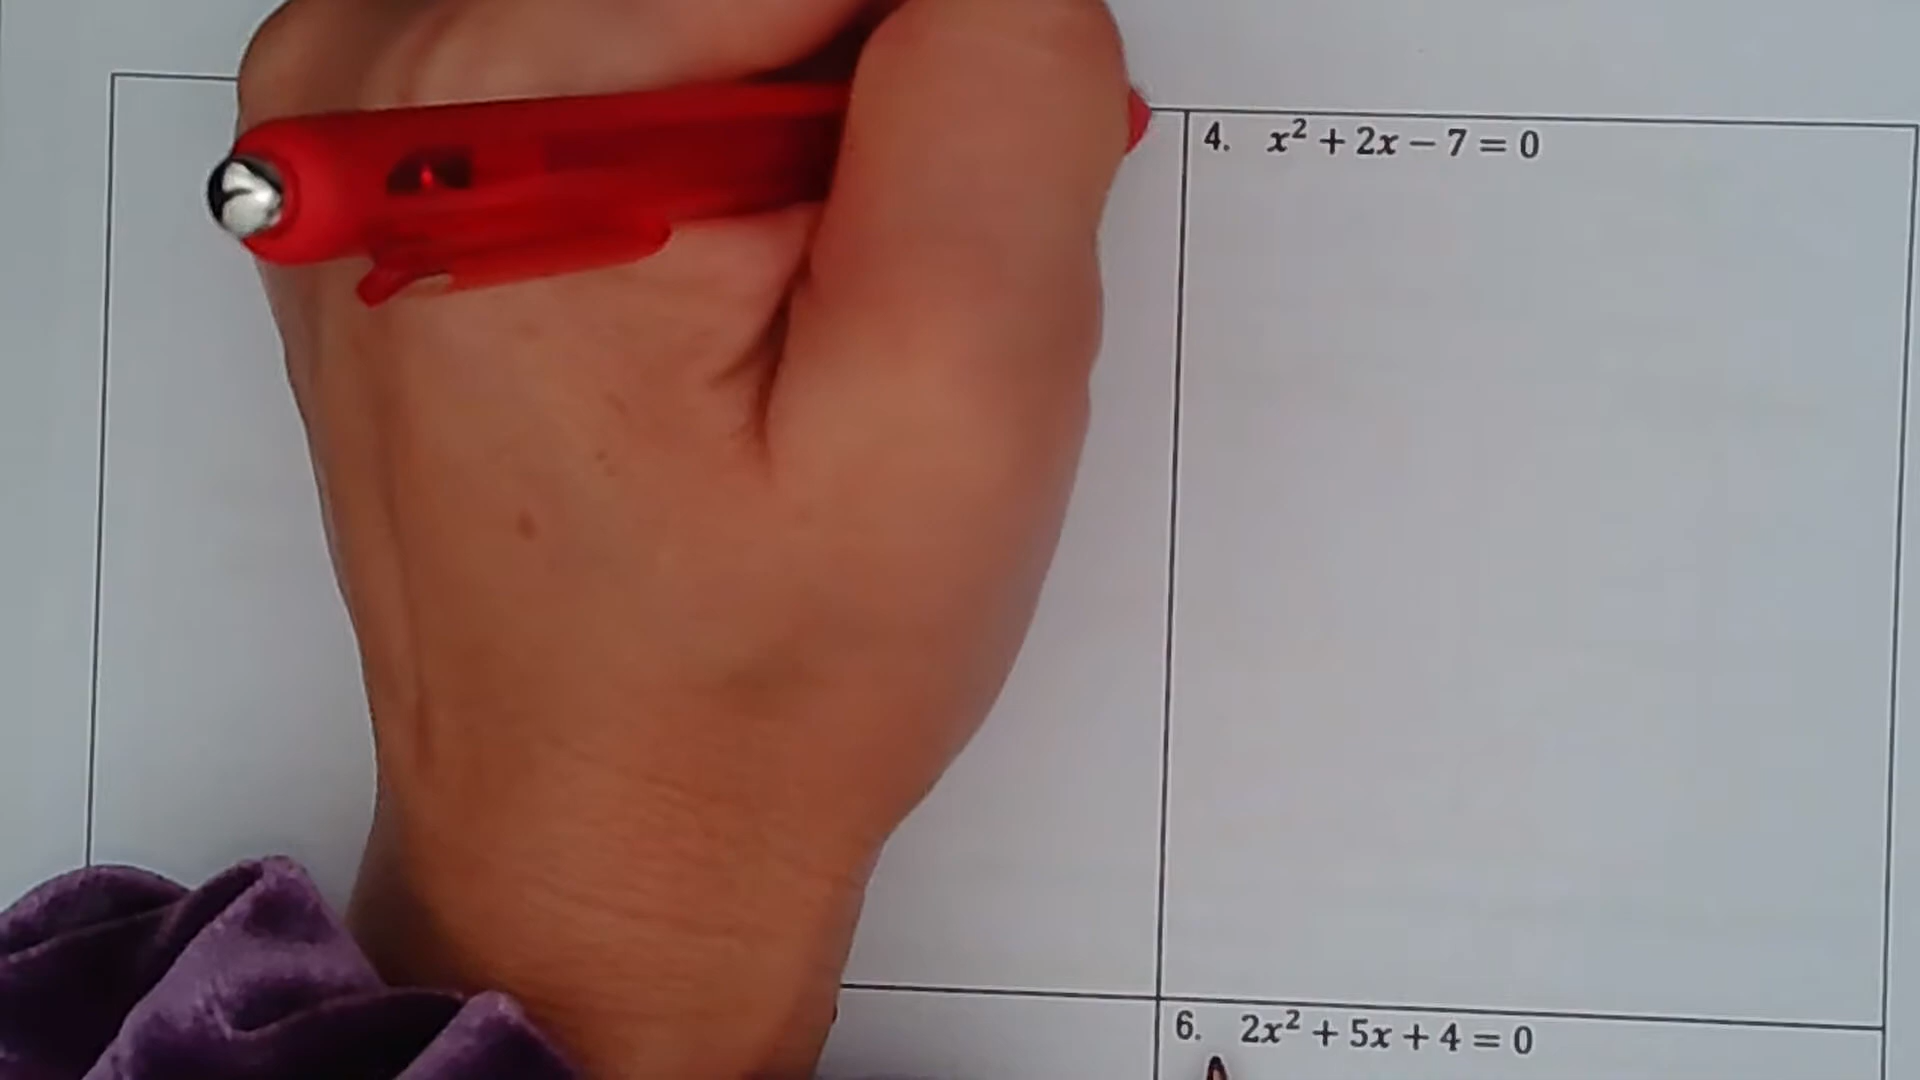 4. x² + 2x – 7 = 0
6. 2x² + 5x + 4 = 0